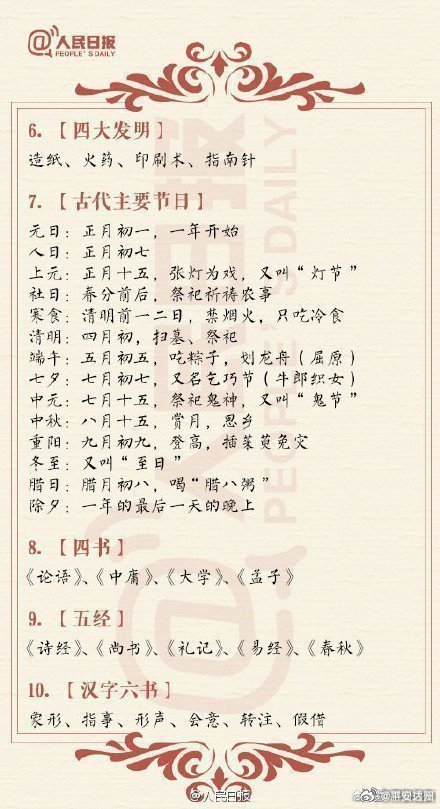 @人民日报
PEOPLE'S DAILY
6.【四大发明】
造纸、火药、印刷术、指南针
7.【古代主要节日】
元日：正月初一，一年开始
人日：正月初七
上元：正月十五，张灯为戏，又叫“灯节”
社日：春分前后，祭祀祈祷农事
寒食：清明前一二日，禁烟火，只吃冷食
清明：四月初，扫墓、祭祀
端午：五月初五，吃粽子，划龙舟（屈原）
七夕：七月初七，又名乞巧节（牛郎织女）
中元：七月十五，祭祀鬼神，又叫“鬼节”
中秋：八月十五，赏月，思乡
重阳：九月初九，登高，插茱萸免灾
冬至：又叫“至日”
腊日：腊月初八，喝“腊八粥”
除夕：一年的最后一天的晚上
8.【四书】
《论语》、《中庸》、《大学》、《孟子》
9.【五经】
《诗经》、《尚书》、《礼记》、《易经》、《春秋》
10.【汉字六书】
象形、指事、形声、会意、转注、假借
@人民日报